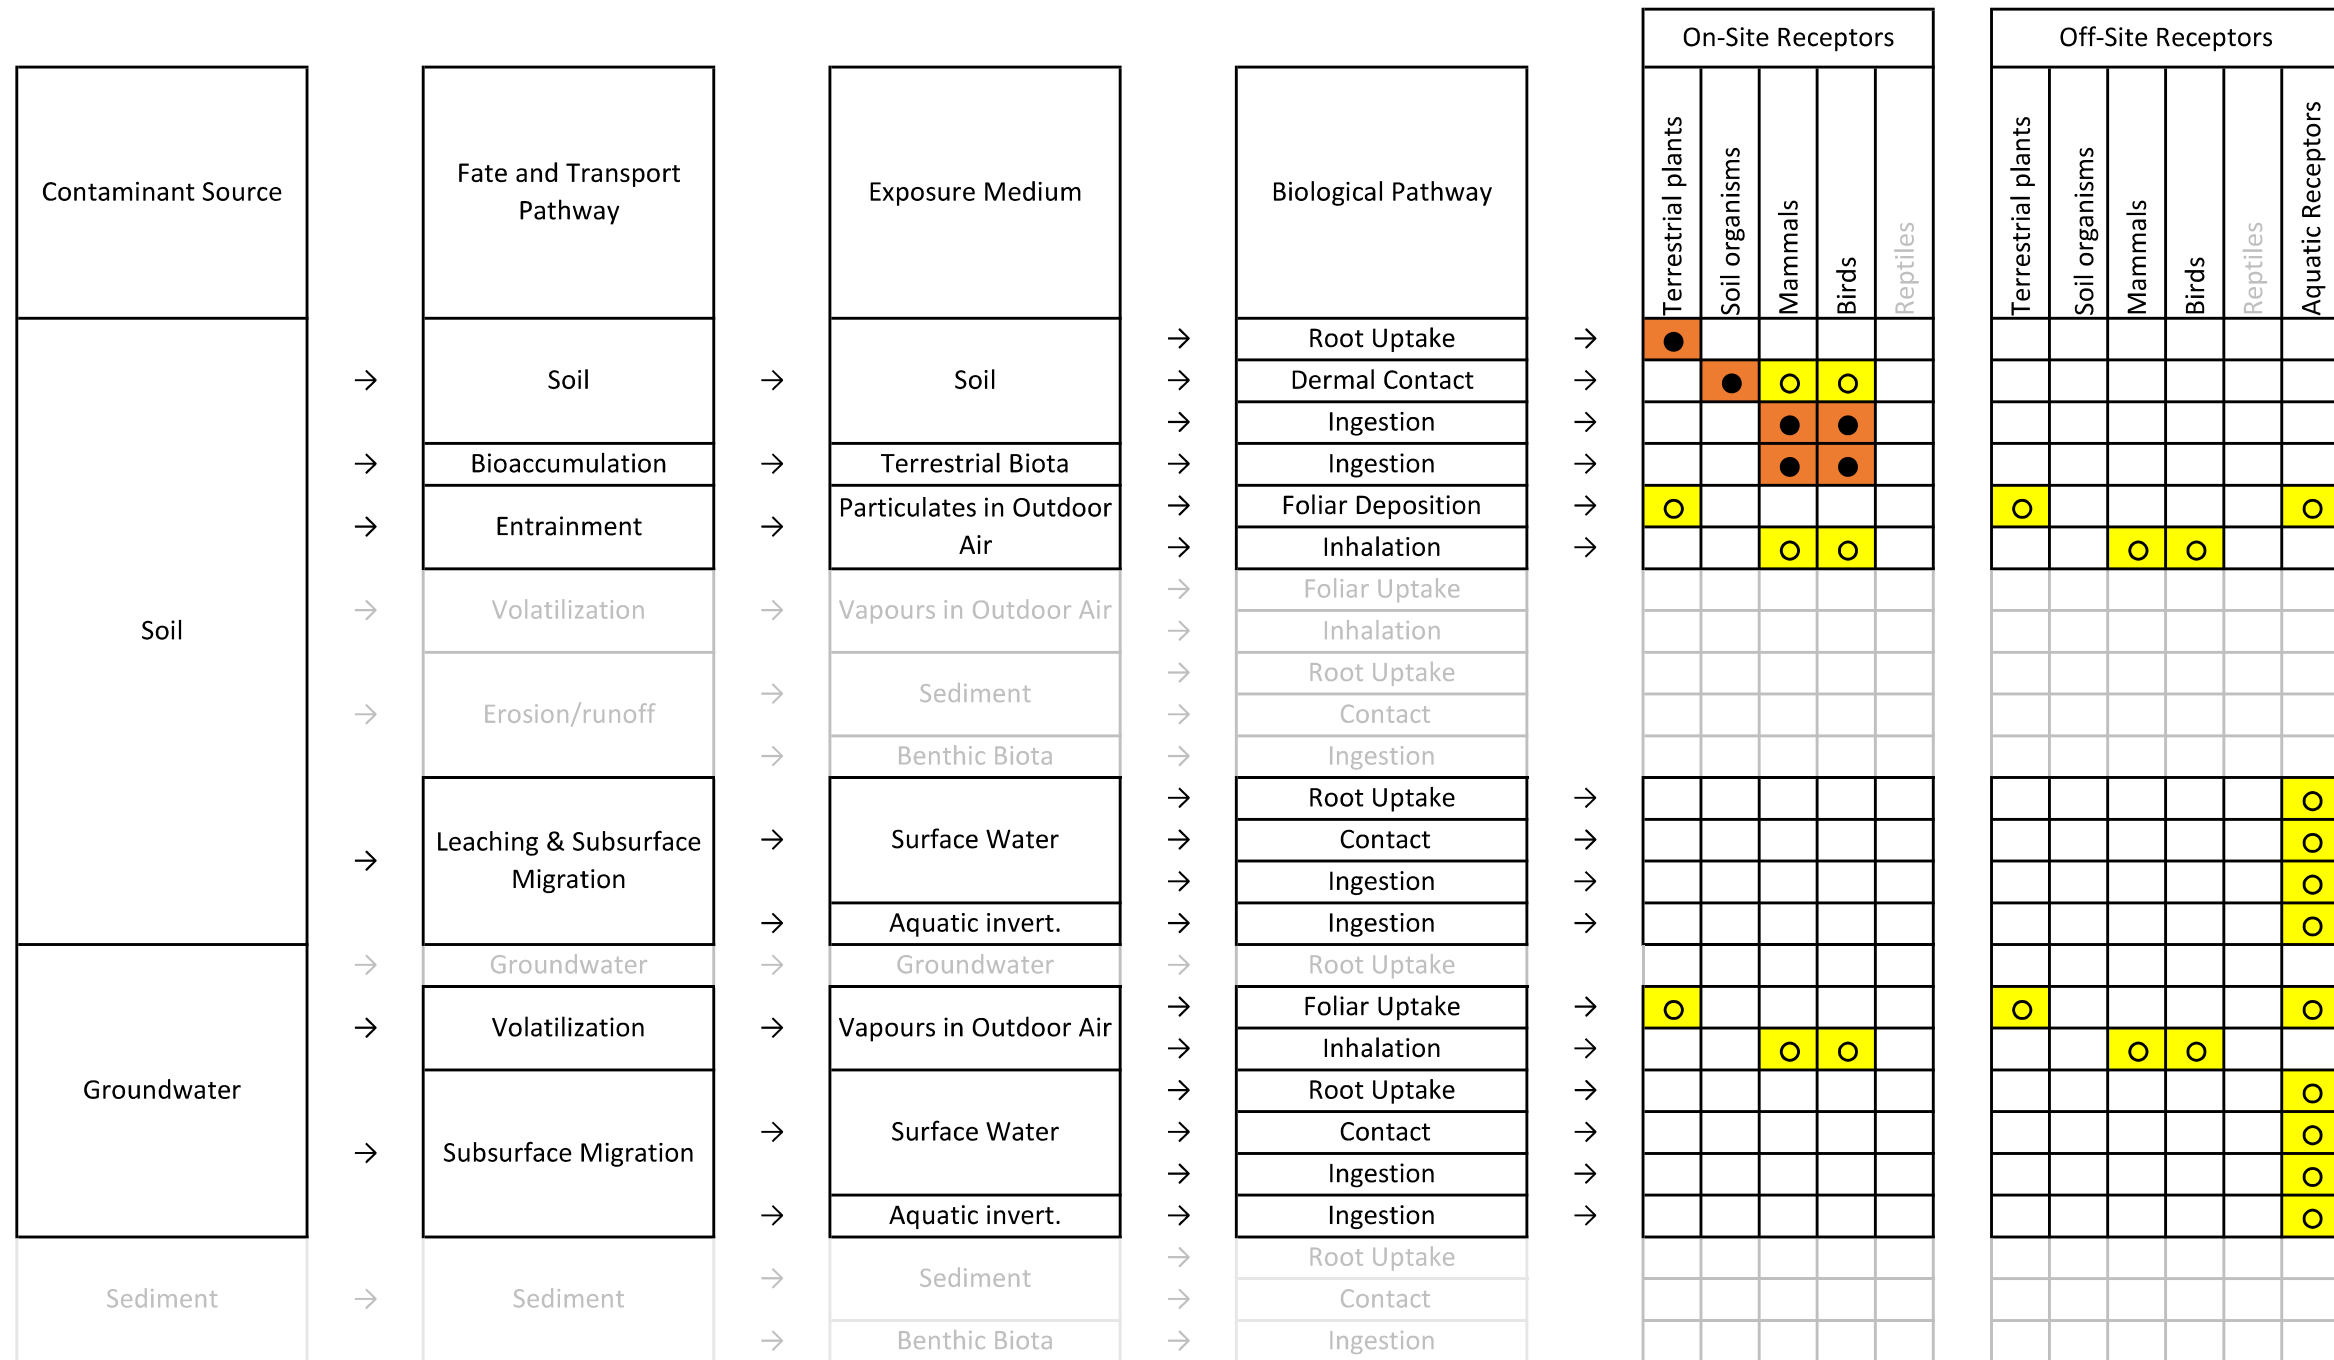 On-Site Receptors
Off-Site Receptors
Contaminant Source
Fate and Transport
Pathway
Exposure Medium
Biological Pathway
Terrestrial plants
Soil organisms
Mammals
Birds
Reptiles
Terrestrial plants
Soil organisms
Mammals
Birds
Reptiles
Aquatic Receptors
Soil
→ Soil
→ Soil
→ Root Uptake →
→ Dermal Contact →
→ Ingestion →
→ Bioaccumulation
→ Terrestrial Biota
→ Ingestion →
→ Entrainment
→ Particulates in Outdoor
Air
→ Foliar Deposition →
→ Inhalation →
→ Volatilization
→ Vapours in Outdoor Air
→ Foliar Uptake
→ Inhalation
→ Erosion/runoff
→ Sediment
→ Root Uptake
→ Contact
→ Benthic Biota
→ Ingestion
→ Leaching & Subsurface
Migration
→ Surface Water
→ Root Uptake →
→ Contact →
→ Ingestion →
→ Aquatic invert.
→ Ingestion →
Groundwater
→ Groundwater
→ Groundwater
→ Root Uptake
→ Volatilization
→ Vapours in Outdoor Air
→ Foliar Uptake →
→ Inhalation →
→ Subsurface Migration
→ Surface Water
→ Root Uptake →
→ Contact →
→ Ingestion →
→ Aquatic invert.
→ Ingestion →
Sediment
→ Sediment
→ Sediment
→ Root Uptake
→ Contact
→ Benthic Biota
→ Ingestion